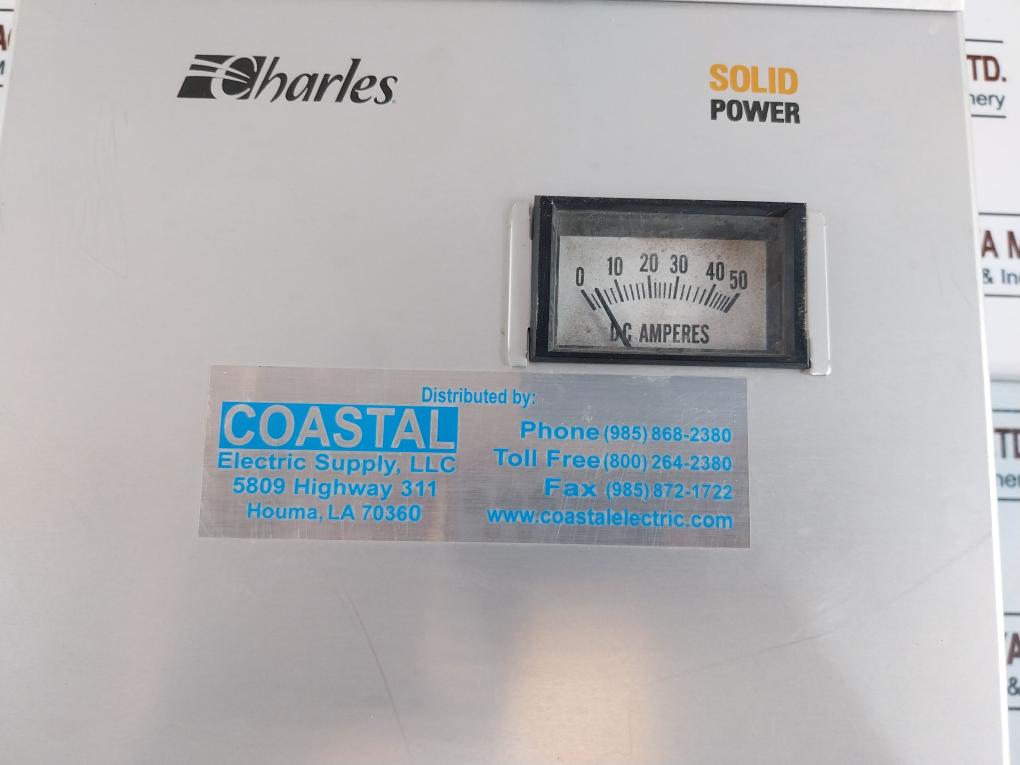 Charles
SOLID
POWER
0 10 20 30 40 50
DC AMPERES
Distributed by:
COASTAL
Electric Supply, LLC
5809 Highway 311
Houma, LA 70360
Phone (985) 868-2380
Toll Free (800) 264-2380
Fax (985) 872-1722
www.coastalelectric.com
TD.
A M
& In